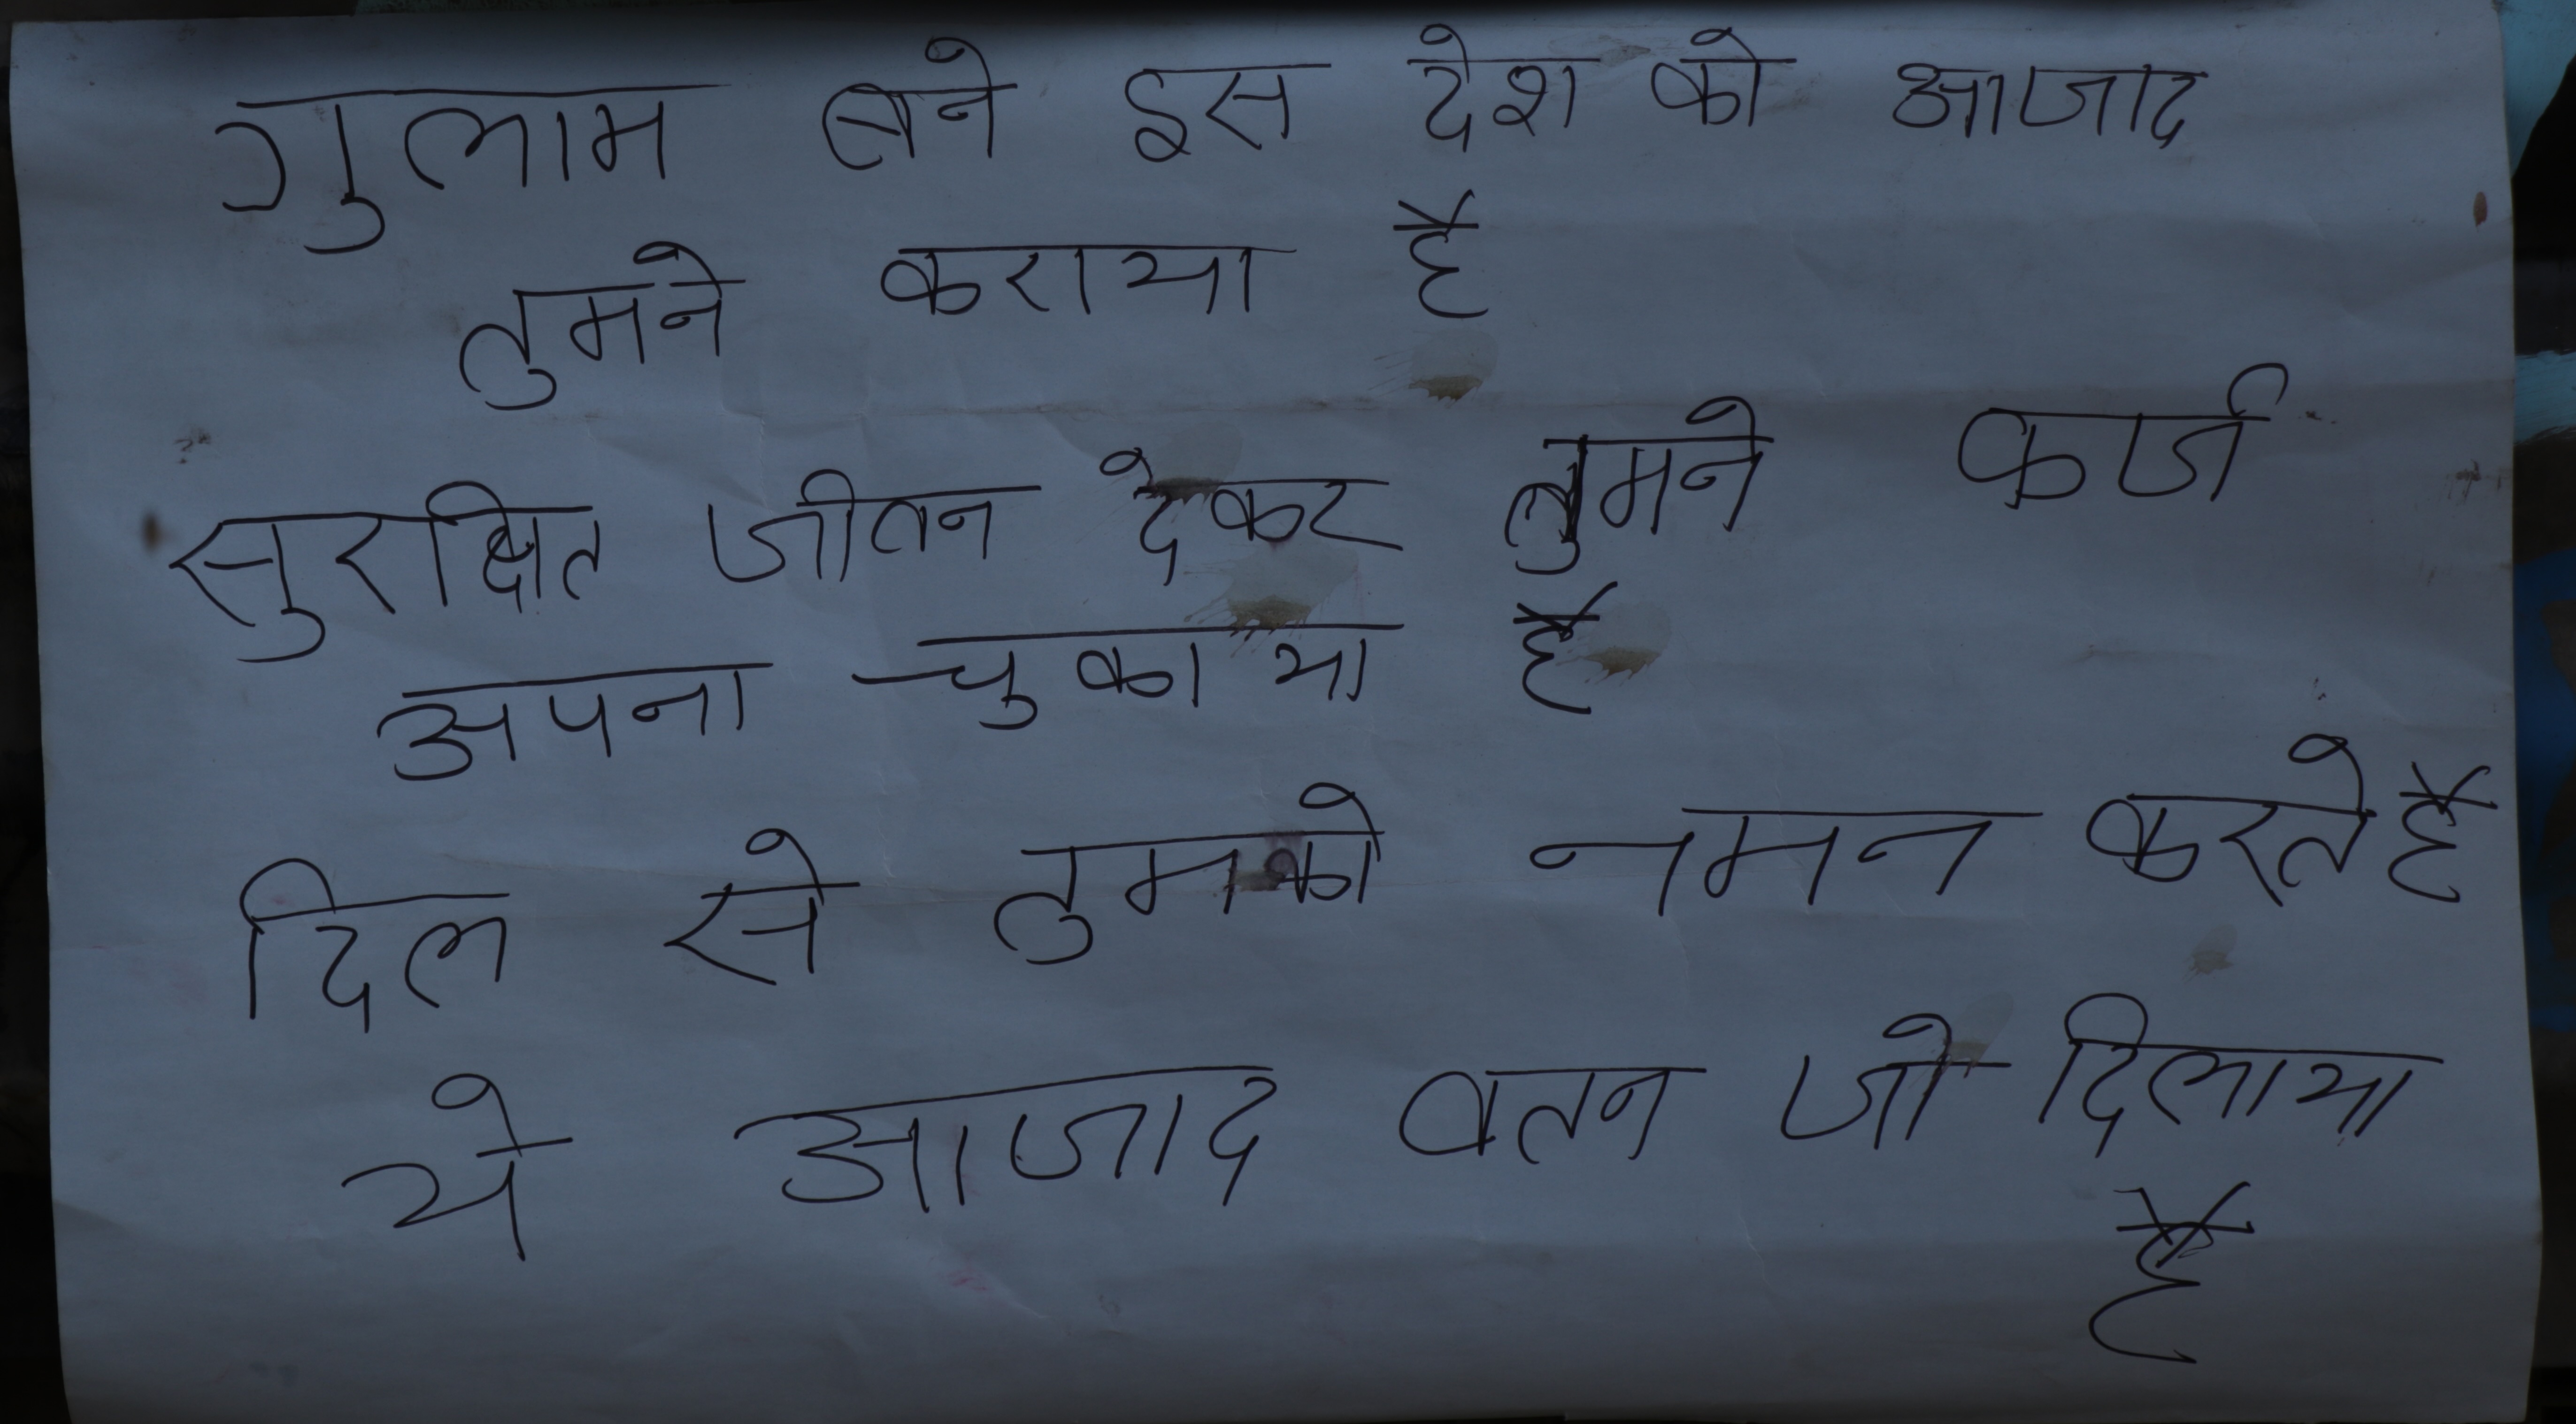 गुलाम बने इस देश को आजाद
तुमने कराया है
सुरक्षित जीवन देकर तुमने कर्ज
अपना चुकाया है
दिल से तुमको नमन करते है
ये आजाद वतन जो दिलाया
है